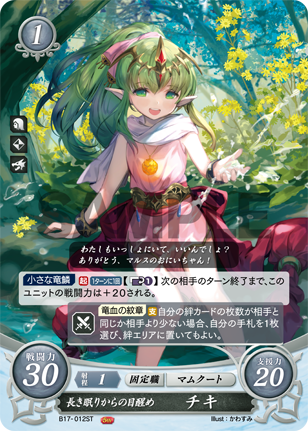 1
わたしもいっしょにいて、いいんでしょ？
ありがとう、マルスのおにいちゃん！
小さな竜鱗 起 1ターンに1回 【1】次の相手のターン終了まで、この
ユニットの戦闘力は＋20される。
竜血の紋章 支 自分の絆カードの枚数が相手と
同じか相手より少ない場合、自分の手札を1枚
選び、絆エリアに置いてもよい。
戦闘力
30
射程 1 固定職 マムクート
支援力
20
長き眠りからの目醒め チキ
B17-012ST Illust：かわすみ